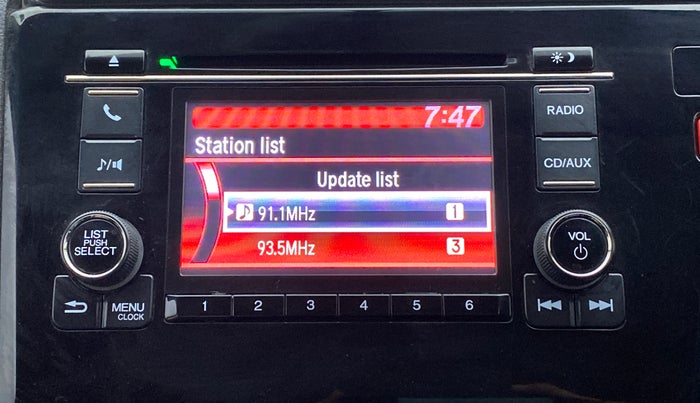 7:47
Station list
Update list
91.1MHz 1
93.5MHz 3
RADIO
CD/AUX
LIST
PUSH
SELECT
VOL
MENU
CLOCK
1 2 3 4 5 6